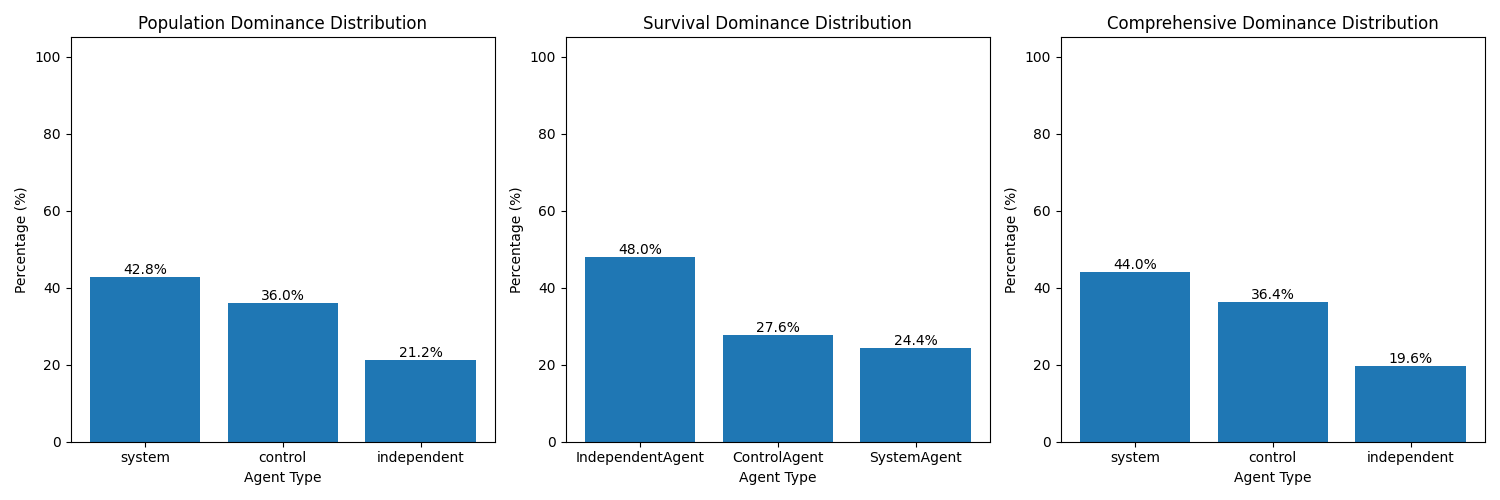 Population Dominance Distribution
Percentage (%)
100
80
60
40
20
0
42.8%
36.0%
21.2%
system control independent
Agent Type
Survival Dominance Distribution
Percentage (%)
100
80
60
40
20
0
48.0%
27.6%
24.4%
IndependentAgent ControlAgent SystemAgent
Agent Type
Comprehensive Dominance Distribution
Percentage (%)
100
80
60
40
20
0
44.0%
36.4%
19.6%
system control independent
Agent Type